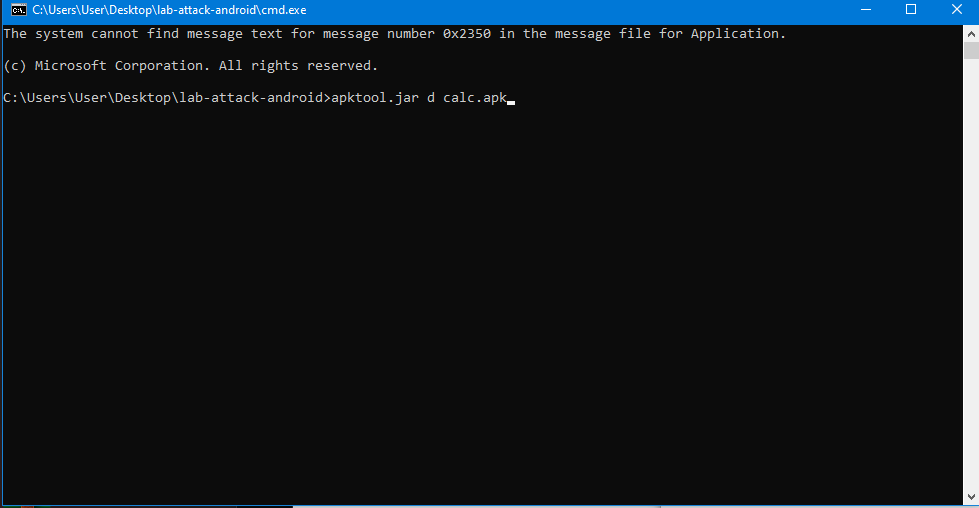 C:\Users\User\Desktop\lab-attack-android\cmd.exe
The system cannot find message text for message number 0x2350 in the message file for Application.
(c) Microsoft Corporation. All rights reserved.
C:\Users\User\Desktop\lab-attack-android>apktool.jar d calc.apk